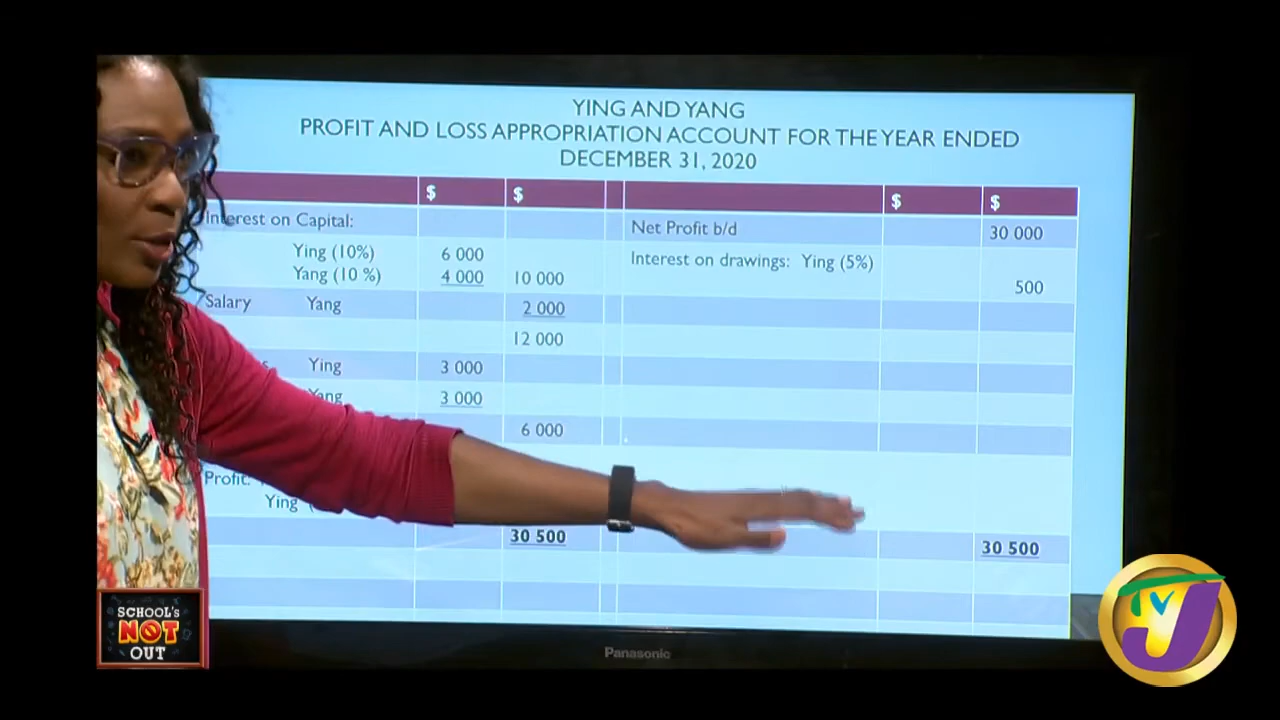 YING AND YANG
PROFIT AND LOSS APPROPRIATION ACCOUNT FOR THE YEAR ENDED
DECEMBER 31, 2020
$ $ $ $
Interest on Capital: Net Profit b/d 30 000
Ying (10%) 6 000 Interest on drawings: Ying (5%)
Yang (10 %) 4 000 10 000 500
Salary Yang 2 000
12 000
Ying 3 000
Yang 3 000
6 000
Profit:
Ying
30 500 30 500
Panasonic
SCHOOL'S
NOT
OUT
TVJ